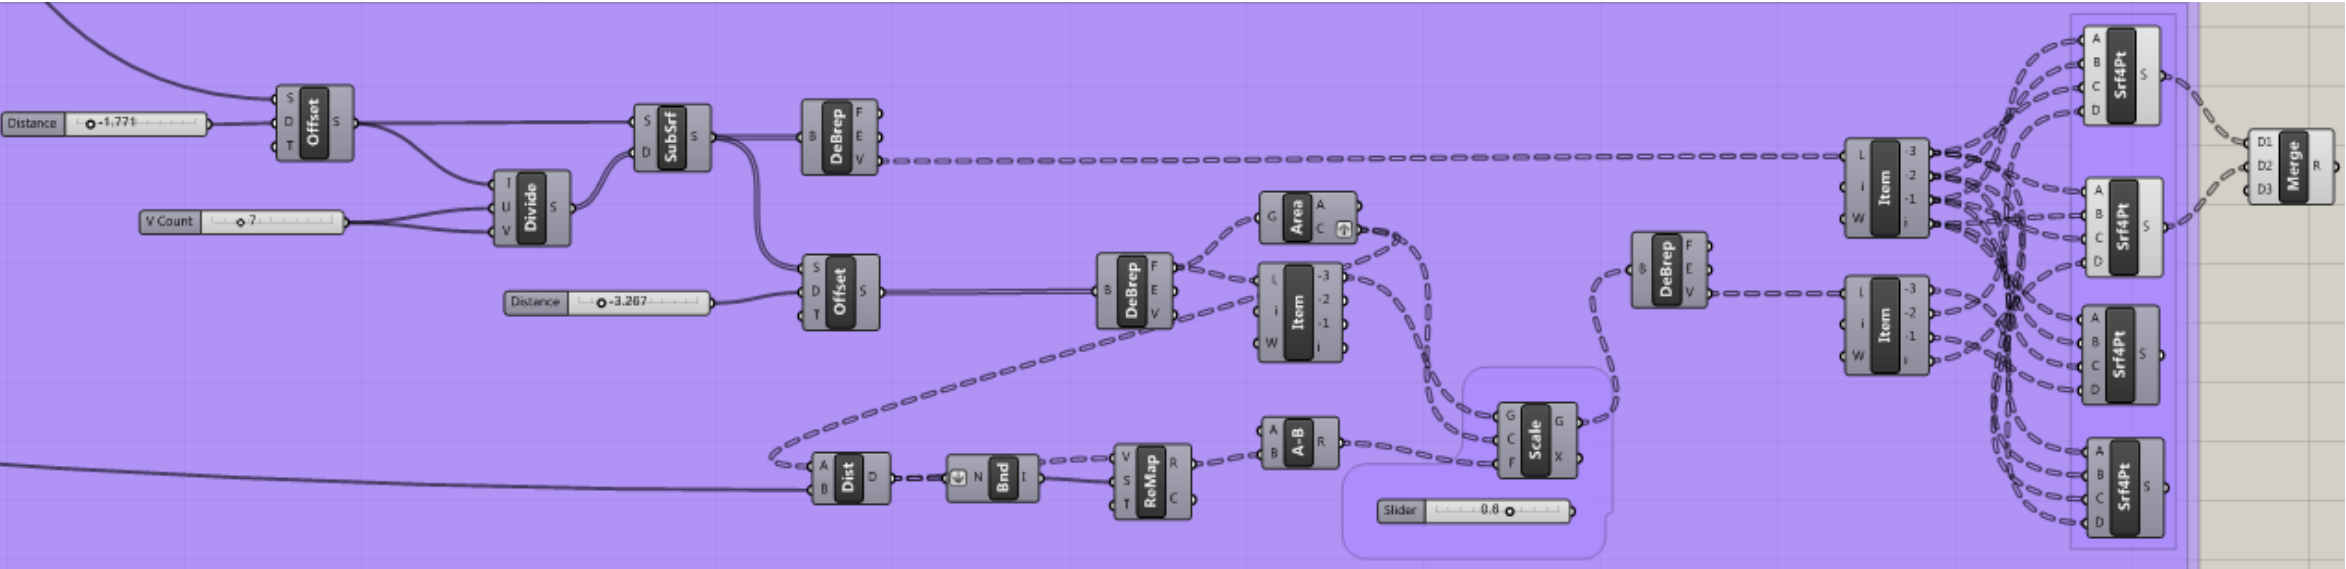 Distance -1.771
S D T Offset S
V Count 7
I U V Divide S
S D SubSrf S
B DeBrep F E V
Distance -3.267
S D T Offset S
B DeBrep F E V
G Area A C
L i W Item -3 -2 -1 i
A B Dist D
N Bnd I
V S T ReMap R C
A B A-B R
G C F Scale G X
Slider 0.8
B DeBrep F E V
L i W Item -3 -2 -1 i
L i W Item -3 -2 -1 i
A B C D Srf4Pt S
A B C D Srf4Pt S
A B C D Srf4Pt S
A B C D Srf4Pt S
D1 D2 D3 Merge R